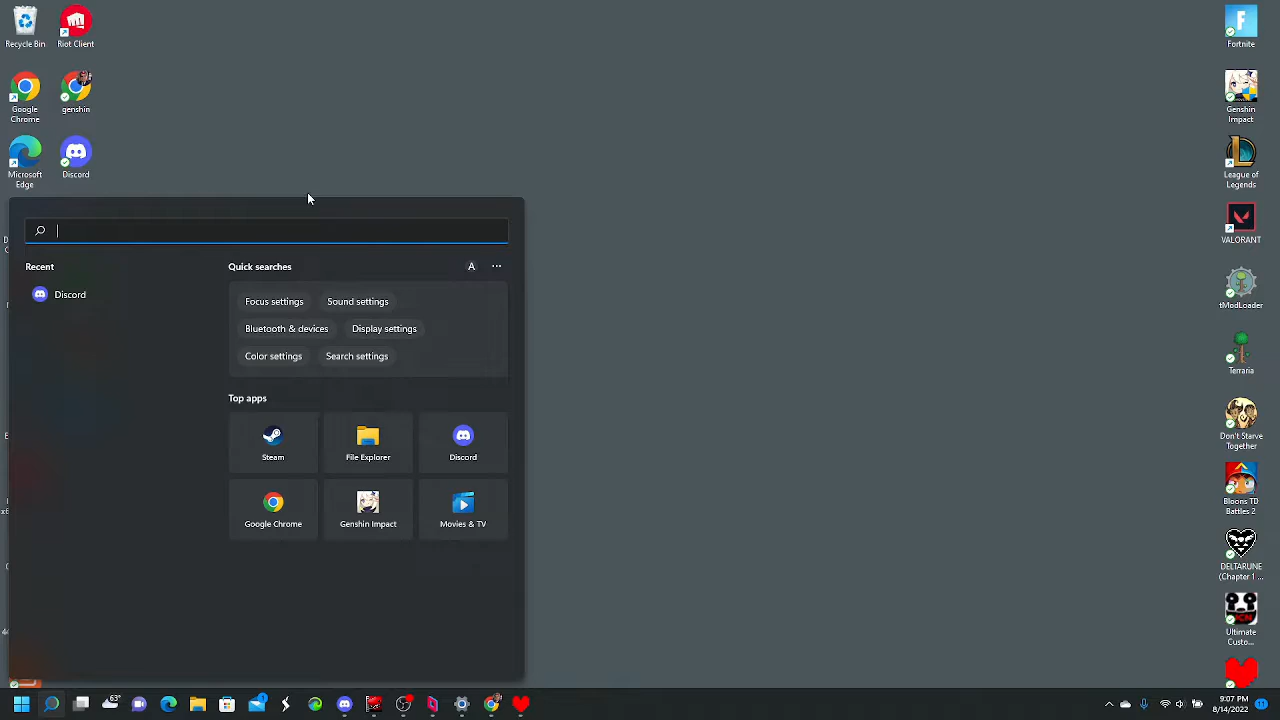 Recycle Bin
Riot Client
Google
Chrome
genshin
Microsoft
Edge
Discord
Recent
Discord
Quick searches
A
Focus settings
Sound settings
Bluetooth & devices
Display settings
Color settings
Search settings
Top apps
Steam
File Explorer
Discord
Google Chrome
Genshin Impact
Movies & TV
Fortnite
Genshin
Impact
League of
Legends
VALORANT
tModLoader
Terraria
Don't Starve
Together
Bloons TD
Battles 2
DELTARUNE
(Chapter 1 ...
Ultimate
Custo...
63°
1
9:07 PM
8/14/2022